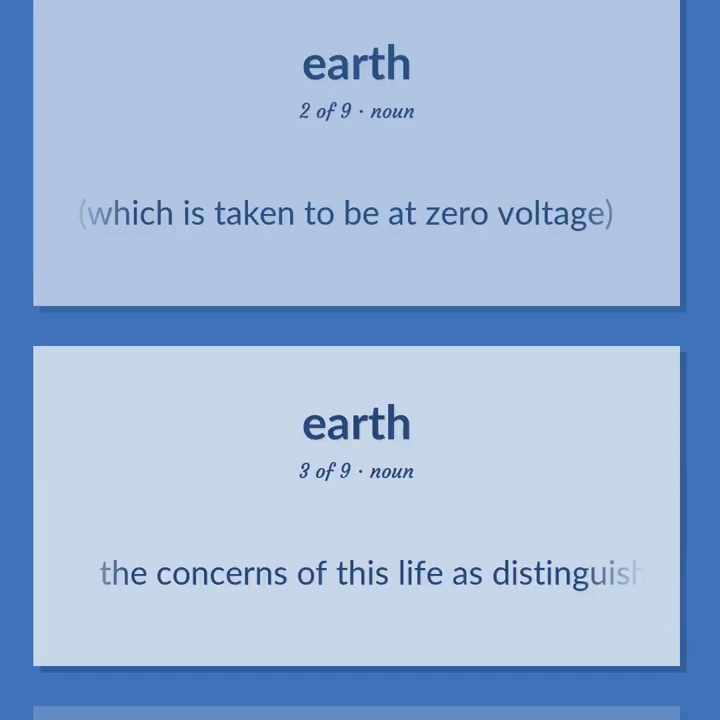 earth
2 of 9 · noun
(which is taken to be at zero voltage)
earth
3 of 9 · noun
the concerns of this life as distinguish